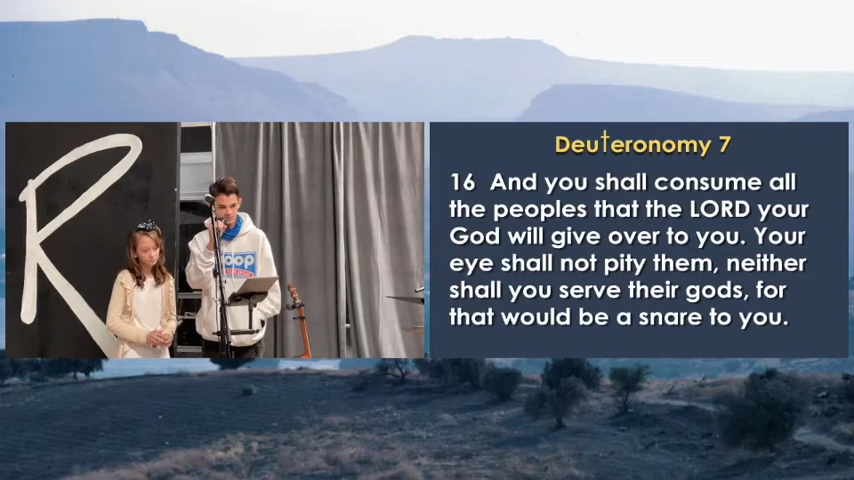 R
Deuteronomy 7
16 And you shall consume all
the peoples that the LORD your
God will give over to you. Your
eye shall not pity them, neither
shall you serve their gods, for
that would be a snare to you.